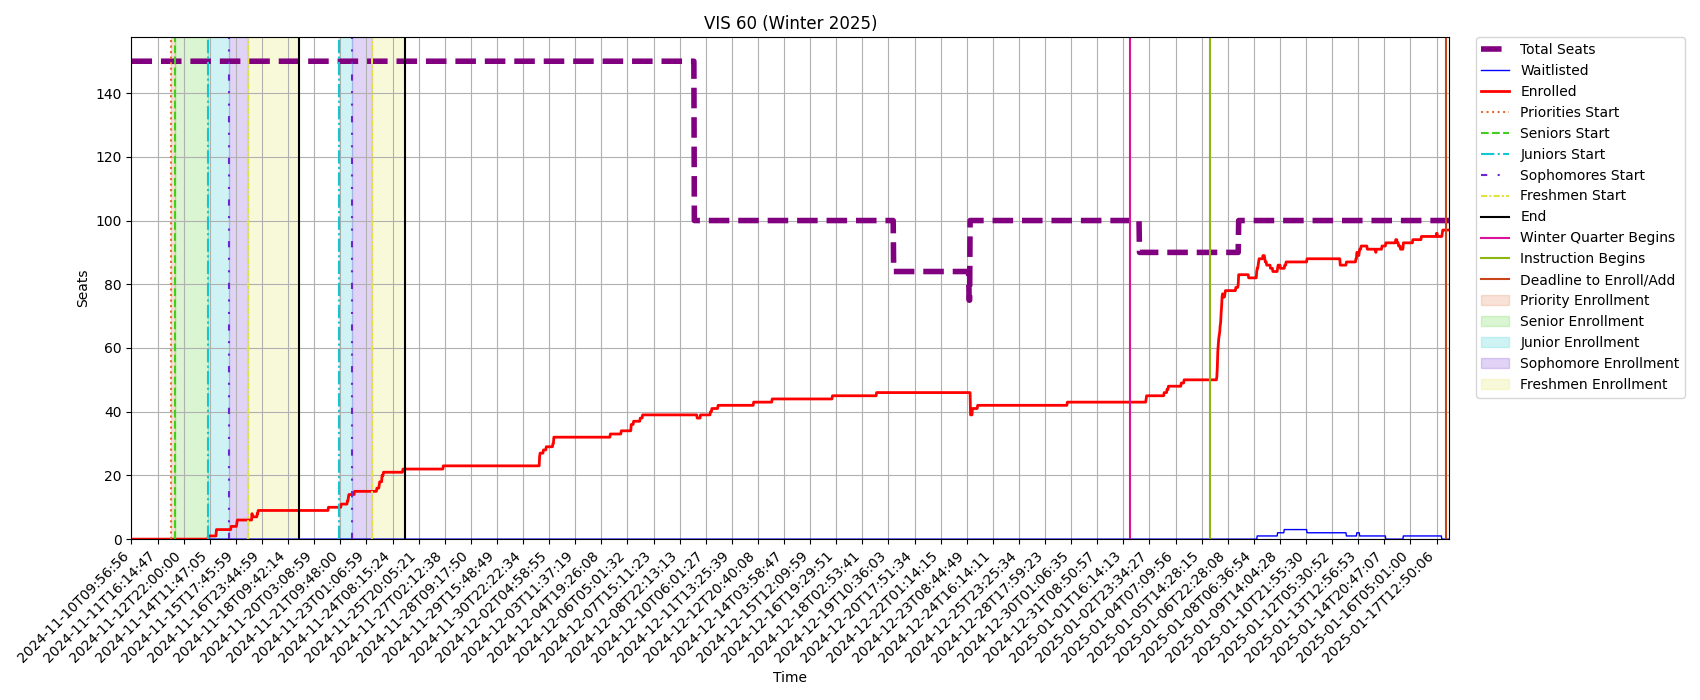 VIS 60 (Winter 2025)
Seats
140
120
100
80
60
40
20
0
2024-11-10T09:56:56
2024-11-11T16:14:47
2024-11-12T22:00:00
2024-11-14T11:47:05
2024-11-15T17:45:59
2024-11-16T23:44:59
2024-11-18T09:42:14
2024-11-20T03:08:59
2024-11-21T09:48:00
2024-11-23T01:06:59
2024-11-24T08:15:24
2024-11-25T20:05:21
2024-11-27T02:12:38
2024-11-29T09:17:50
2024-11-29T15:48:49
2024-11-30T22:22:34
2024-12-02T04:58:55
2024-12-03T11:37:19
2024-12-04T19:26:08
2024-12-06T05:01:32
2024-12-07T15:11:23
2024-12-08T22:13:13
2024-12-10T06:01:27
2024-12-11T13:25:39
2024-12-12T20:40:08
2024-12-14T03:58:47
2024-12-15T12:09:59
2024-12-16T19:29:51
2024-12-18T02:53:41
2024-12-19T10:36:03
2024-12-20T17:51:34
2024-12-22T01:14:15
2024-12-23T08:44:49
2024-12-24T16:14:11
2024-12-25T23:25:34
2024-12-28T17:59:23
2024-12-30T01:06:35
2024-12-31T08:50:57
2025-01-01T16:14:13
2025-01-02T23:34:27
2025-01-04T07:09:56
2025-01-05T14:28:15
2025-01-06T22:28:08
2025-01-08T06:36:54
2025-01-09T14:04:28
2025-01-10T21:55:30
2025-01-12T05:30:52
2025-01-13T12:56:53
2025-01-14T20:47:07
2025-01-16T05:01:00
2025-01-17T12:50:06
Time
Total Seats
Waitlisted
Enrolled
Priorities Start
Seniors Start
Juniors Start
Sophomores Start
Freshmen Start
End
Winter Quarter Begins
Instruction Begins
Deadline to Enroll/Add
Priority Enrollment
Senior Enrollment
Junior Enrollment
Sophomore Enrollment
Freshmen Enrollment